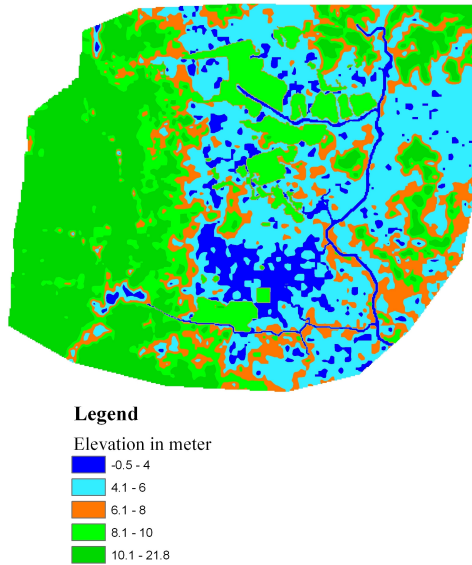 Legend
Elevation in meter
-0.5 - 4
4.1 - 6
6.1 - 8
8.1 - 10
10.1 - 21.8